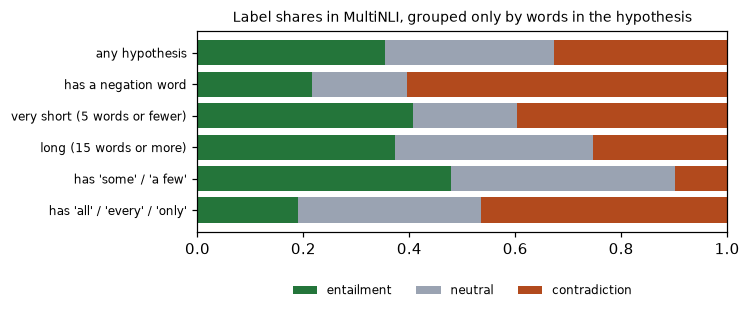 Label shares in MultiNLI, grouped only by words in the hypothesis
any hypothesis
has a negation word
very short (5 words or fewer)
long (15 words or more)
has 'some' / 'a few'
has 'all' / 'every' / 'only'
0.0 0.2 0.4 0.6 0.8 1.0
entailment neutral contradiction